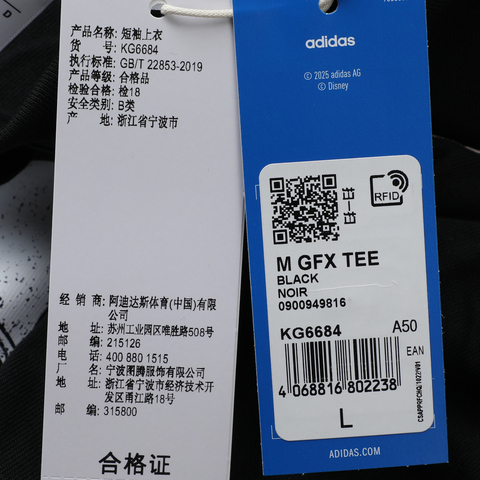 产品名称: 短袖上衣
货 号: KG6684
执行标准: GB/T 22853-2019
产品等级: 合格品
检验合格: 检18
安全类别: B类
产 地: 浙江省宁波市
经 销 商: 阿迪达斯体育(中国)有限
公司
地 址: 苏州工业园区唯胜路508号
邮 编: 215126
电 话: 400 880 1515
厂 名: 宁波图腾服饰有限公司
厂 址: 浙江省宁波市经济技术开
发区甬江路18号
邮 编: 315800
合格证
adidas
© 2025 adidas AG
© Disney
RFID
M GFX TEE
BLACK
NOIR
0900949816
KG6684 A50
EAN
4 068816 802238
L
ADIDAS.COM